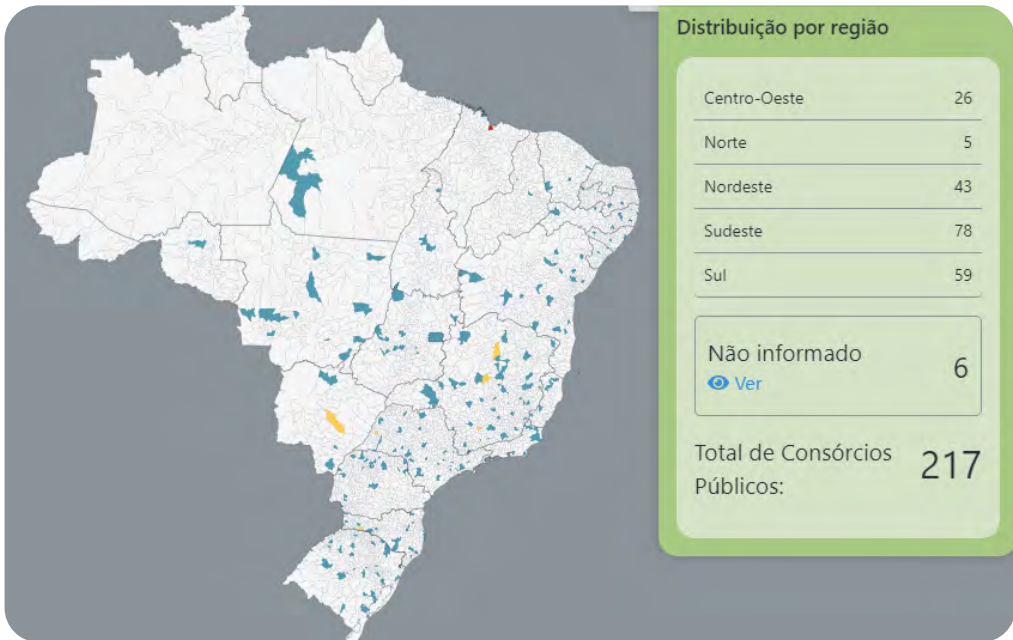 Distribuição por região
Centro-Oeste 26
Norte 5
Nordeste 43
Sudeste 78
Sul 59
Não informado 6
Ver
Total de Consórcios
Públicos: 217